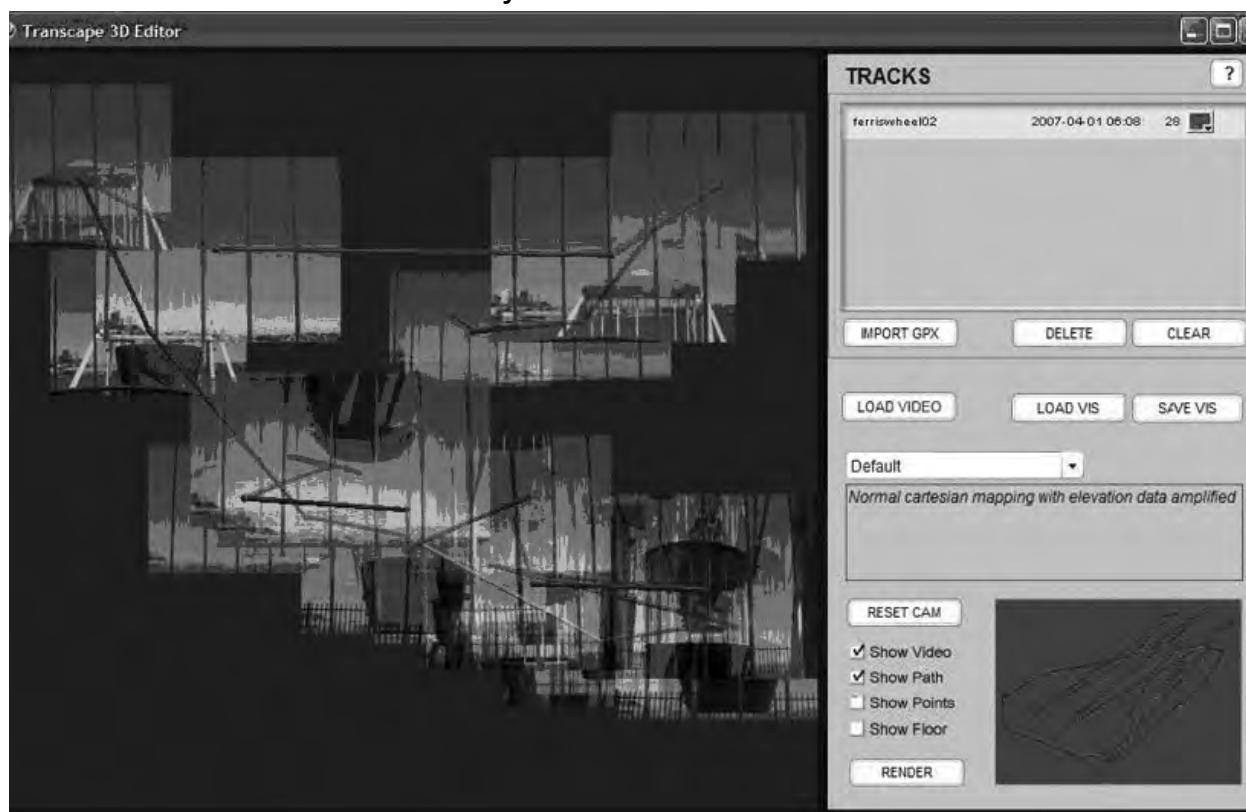 Transcape 3D Editor
TRACKS
?
ferriswheel02 2007-04-01 06:08: 28
IMPORT GPX DELETE CLEAR
LOAD VIDEO LOAD VIS SAVE VIS
Default
Normal cartesian mapping with elevation data amplified
RESET CAM
Show Video
Show Path
Show Points
Show Floor
RENDER